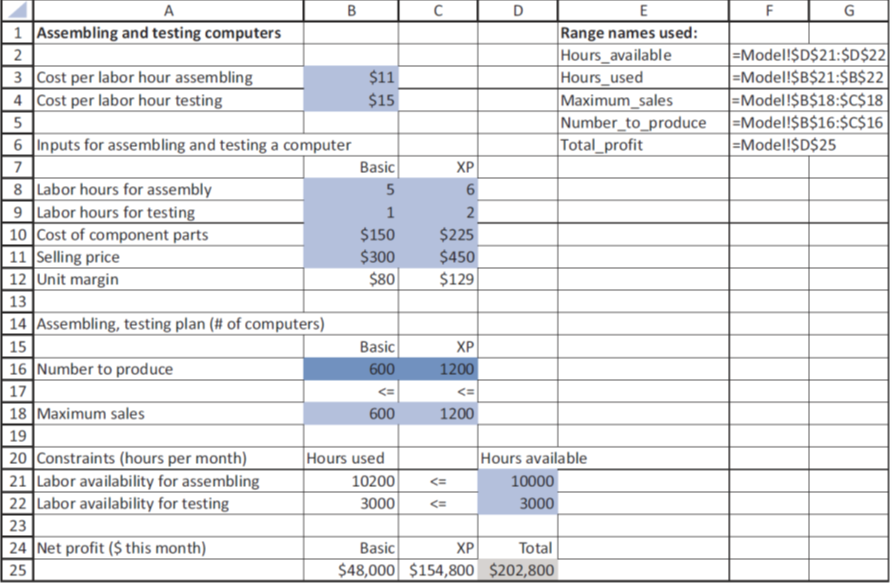 A B C D E F G
1 Assembling and testing computers Range names used:
2 Hours_available =Model!$D$21:$D$22
3 Cost per labor hour assembling $11 Hours_used =Model!$B$21:$B$22
4 Cost per labor hour testing $15 Maximum_sales =Model!$B$18:$C$18
5 Number_to_produce =Model!$B$16:$C$16
6 Inputs for assembling and testing a computer Total_profit =Model!$D$25
7 Basic XP
8 Labor hours for assembly 5 6
9 Labor hours for testing 1 2
10 Cost of component parts $150 $225
11 Selling price $300 $450
12 Unit margin $80 $129
13
14 Assembling, testing plan (# of computers)
15 Basic XP
16 Number to produce 600 1200
17 <= <=
18 Maximum sales 600 1200
19
20 Constraints (hours per month) Hours used Hours available
21 Labor availability for assembling 10200 <= 10000
22 Labor availability for testing 3000 <= 3000
23
24 Net profit ($ this month) Basic XP Total
25 $48,000 $154,800 $202,800